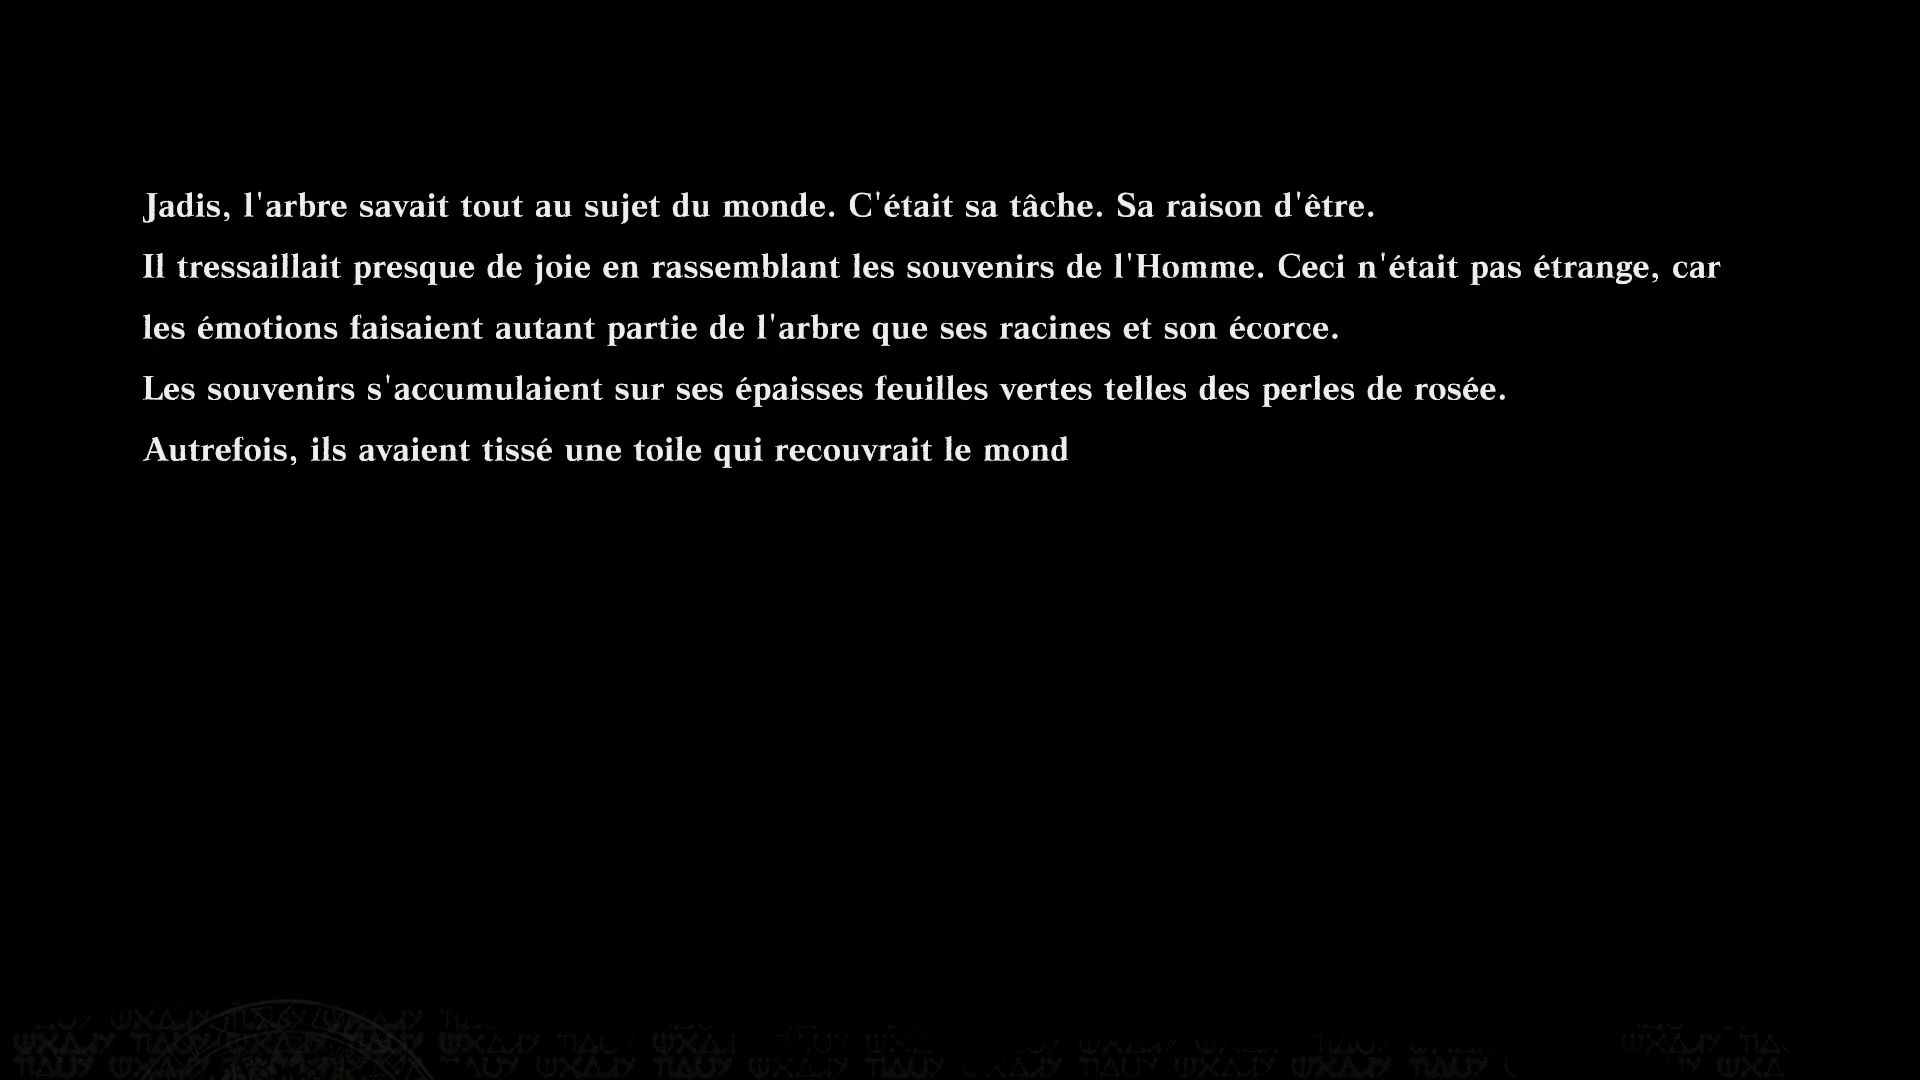 Jadis, l'arbre savait tout au sujet du monde. C'était sa tâche. Sa raison d'être.
Il tressaillait presque de joie en rassemblant les souvenirs de l'Homme. Ceci n'était pas étrange, car
les émotions faisaient autant partie de l'arbre que ses racines et son écorce.
Les souvenirs s'accumulaient sur ses épaisses feuilles vertes telles des perles de rosée.
Autrefois, ils avaient tissé une toile qui recouvrait le mond